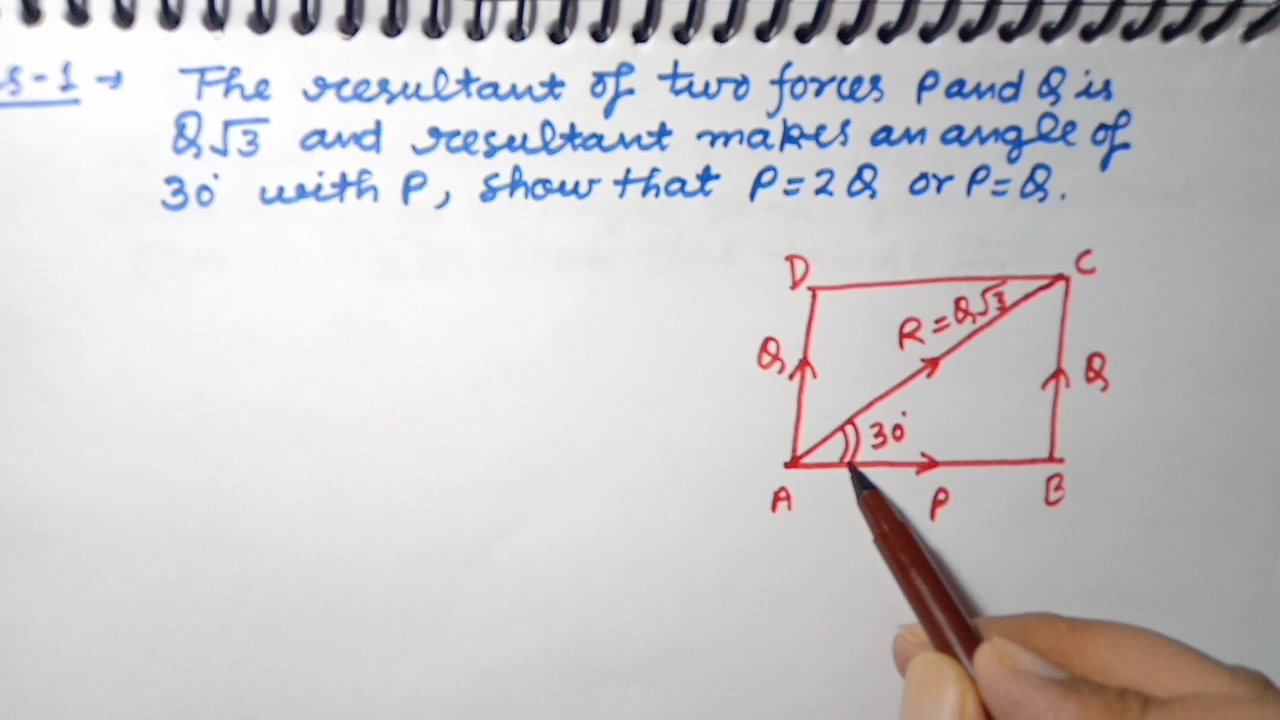 s-1 → The resultant of two forces P and Q is
Q√3 and resultant makes an angle of
30° with P, show that P=2Q or P=Q.
D C
R=Q√3
Q Q
30°
A P B